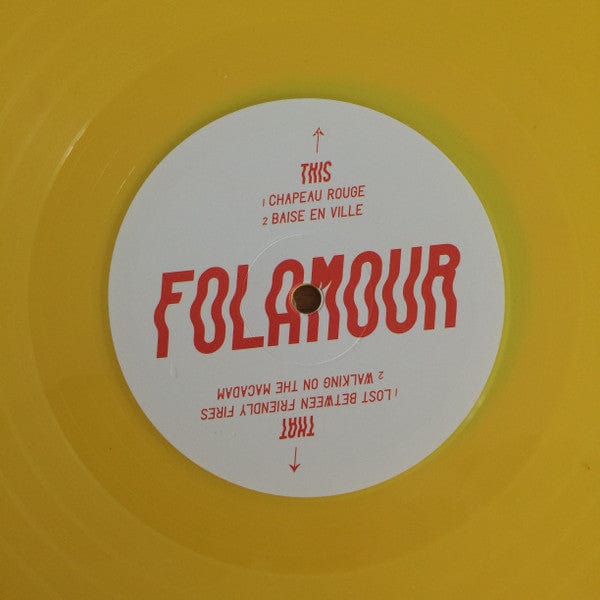 THIS
1 CHAPEAU ROUGE
2 BAISE EN VILLE
FOLAMOUR
THAT
1 LOST BETWEEN FRIENDLY FIRES
2 WALKING ON THE MACADAM